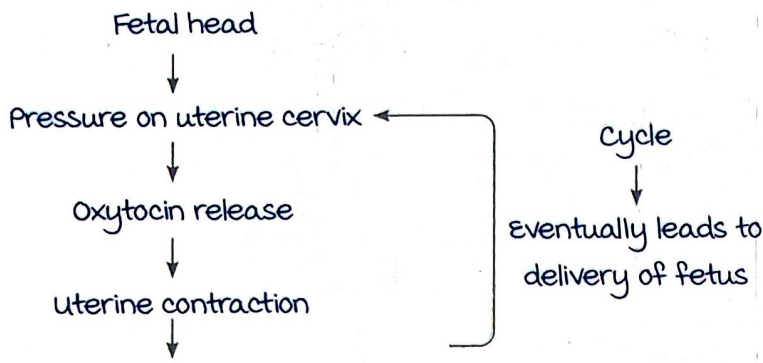 Fetal head
Pressure on uterine cervix
Oxytocin release
uterine contraction
Cycle
Eventually leads to
delivery of fetus